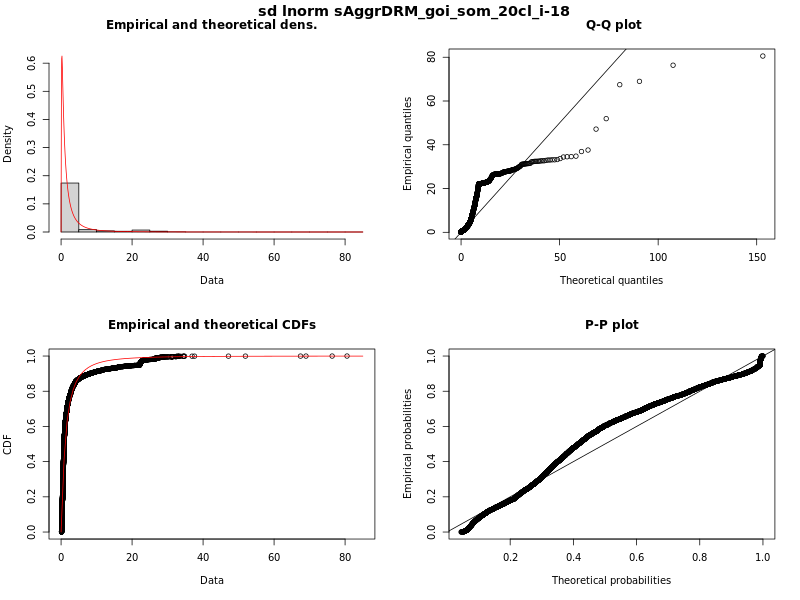 sd lnorm sAggrDRM_goi_som_20cl_i-18
Empirical and theoretical dens.
Density
0.0 0.1 0.2 0.3 0.4 0.5 0.6
0 20 40 60 80
Data
Q-Q plot
Empirical quantiles
0 20 40 60 80
0 50 100 150
Theoretical quantiles
Empirical and theoretical CDFs
CDF
0.0 0.2 0.4 0.6 0.8 1.0
0 20 40 60 80
Data
P-P plot
Empirical probabilities
0.0 0.2 0.4 0.6 0.8 1.0
0.2 0.4 0.6 0.8 1.0
Theoretical probabilities